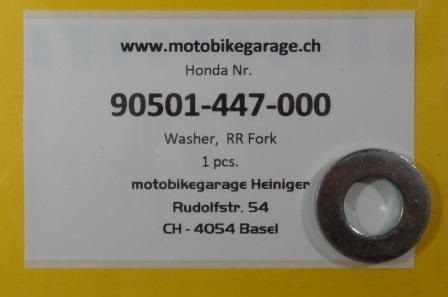 www.motobikegarage.ch
Honda Nr.
90501-447-000
Washer, RR Fork
1 pcs.
motobikegarage Heiniger
Rudolfstr. 54
CH - 4054 Basel